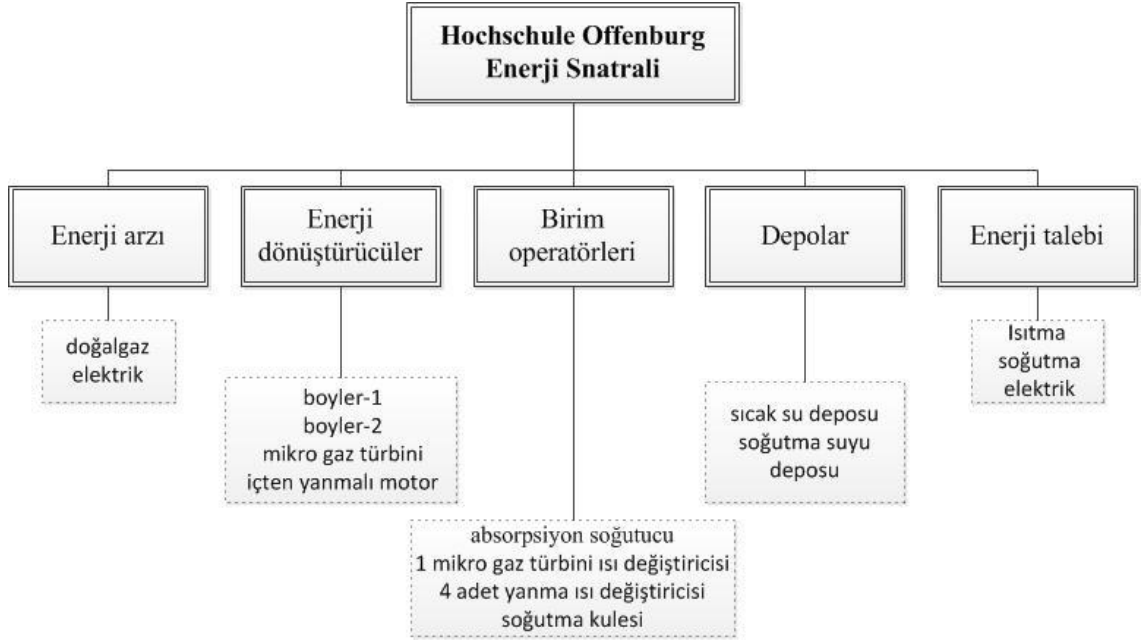 Hochschule Offenburg
Enerji Snatrali
Enerji arzı
Enerji
dönüştürücüler
Birim
operatörleri
Depolar
Enerji talebi
doğalgaz
elektrik
boyler-1
boyler-2
mikro gaz türbini
içten yanmalı motor
absorpsiyon soğutucu
1 mikro gaz türbini ısı değiştiricisi
4 adet yanma ısı değiştiricisi
soğutma kulesi
sıcak su deposu
soğutma suyu
deposu
Isıtma
soğutma
elektrik